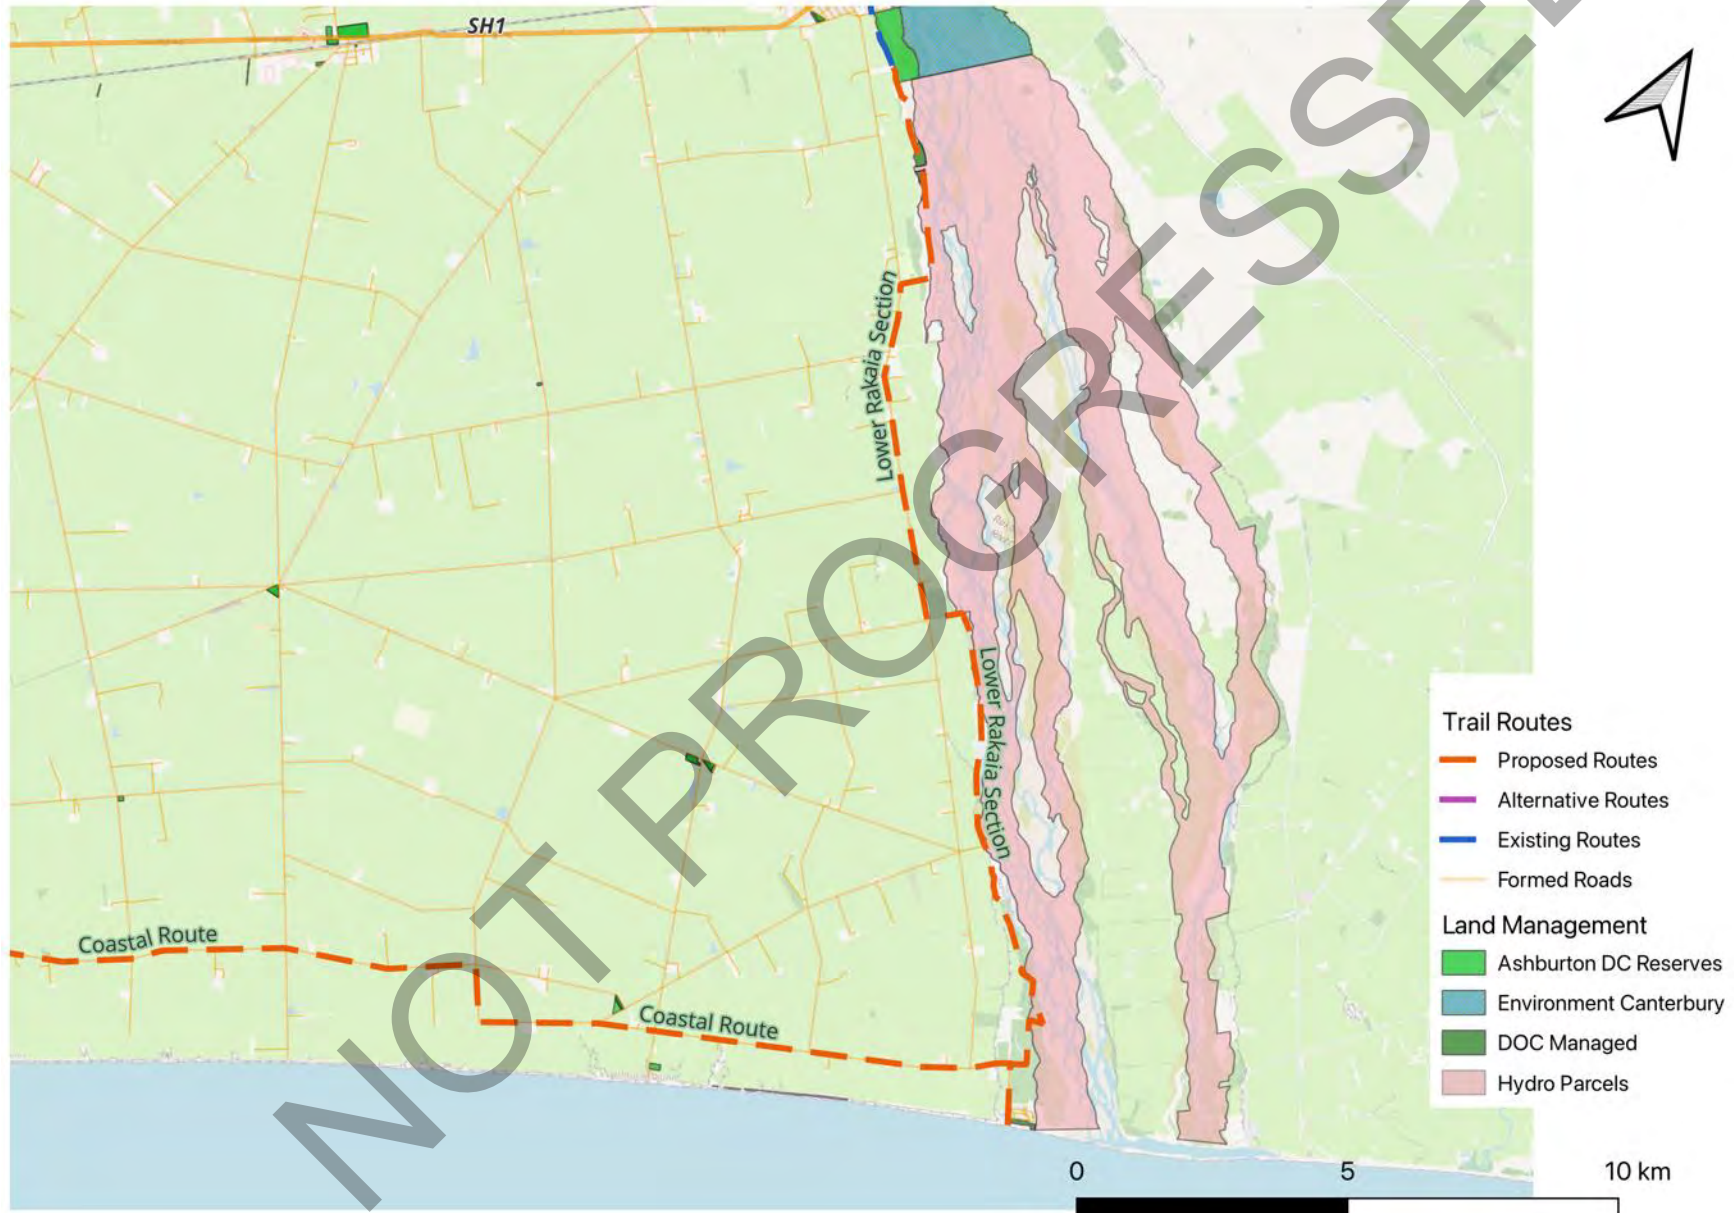 SH1
Lower Rakaia Section
Lower Rakaia Section
Coastal Route
Coastal Route
NOT PROGRESSE
Trail Routes
Proposed Routes
Alternative Routes
Existing Routes
Formed Roads
Land Management
Ashburton DC Reserves
Environment Canterbury
DOC Managed
Hydro Parcels
0 5 10 km